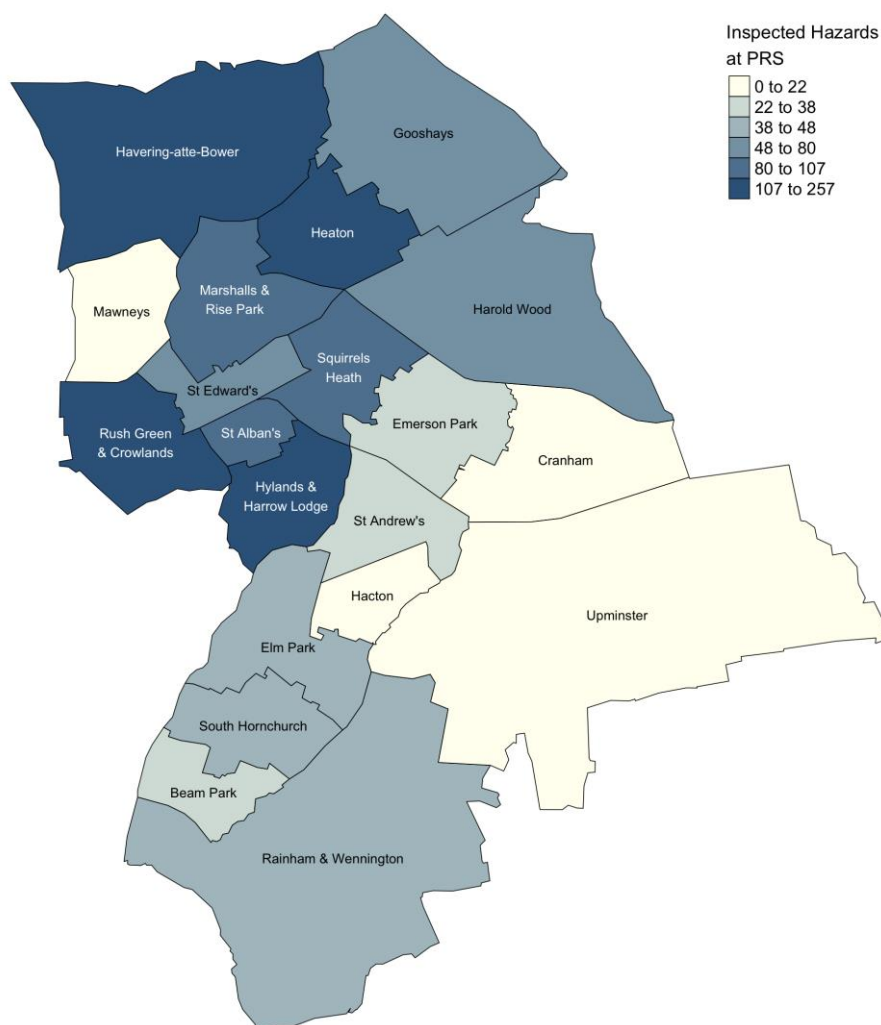 Inspected Hazards
at PRS
0 to 22
22 to 38
38 to 48
48 to 80
80 to 107
107 to 257
Gooshays
Havering-atte-Bower
Heaton
Marshalls &
Rise Park
Mawneys
Harold Wood
Squirrels
Heath
St Edward's
Emerson Park
Rush Green
& Crowlands
St Alban's
Cranham
Hylands &
Harrow Lodge
St Andrew's
Hacton
Upminster
Elm Park
South Hornchurch
Beam Park
Rainham & Wennington